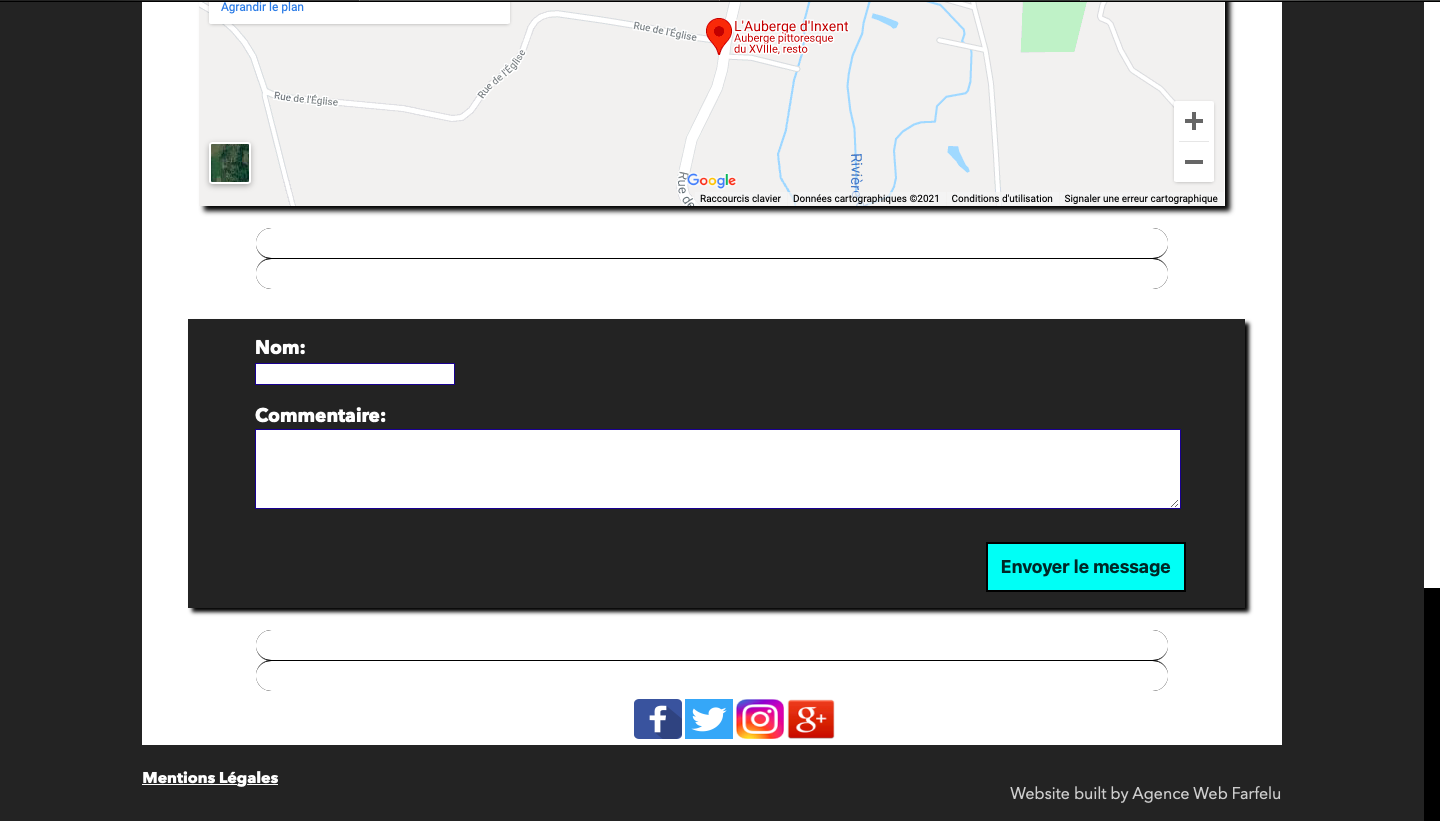 Agrandir le plan
L'Auberge d'Inxent
Auberge pittoresque
du XVIIIe, resto
Rue de l'Église
Rue de l'Église
Rue de l'Église
Rivière
Rue de
Google
Raccourcis clavier Données cartographiques ©2021 Conditions d'utilisation Signaler une erreur cartographique
Nom:
Commentaire:
Envoyer le message
f
g+
Mentions Légales
Website built by Agence Web Farfelu